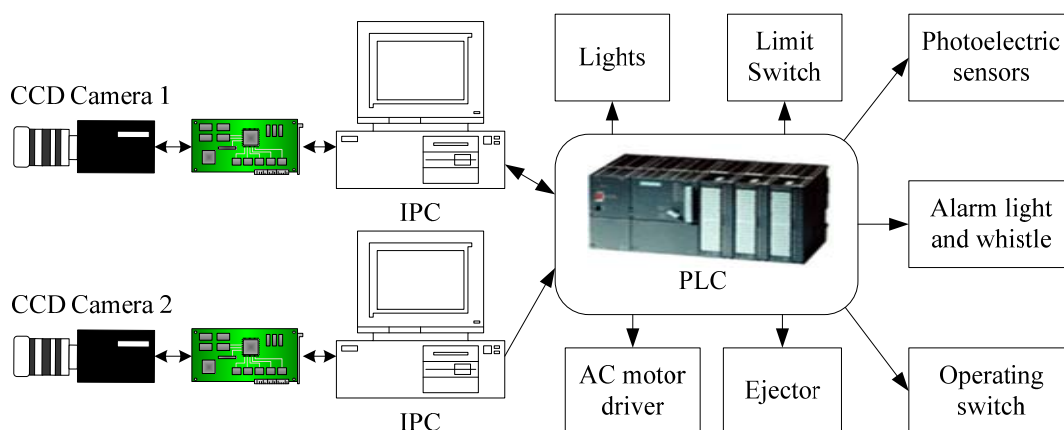 Lights
Limit
Switch
Photoelectric
sensors
CCD Camera 1
IPC
Alarm light
and whistle
PLC
CCD Camera 2
IPC
AC motor
driver
Ejector
Operating
switch